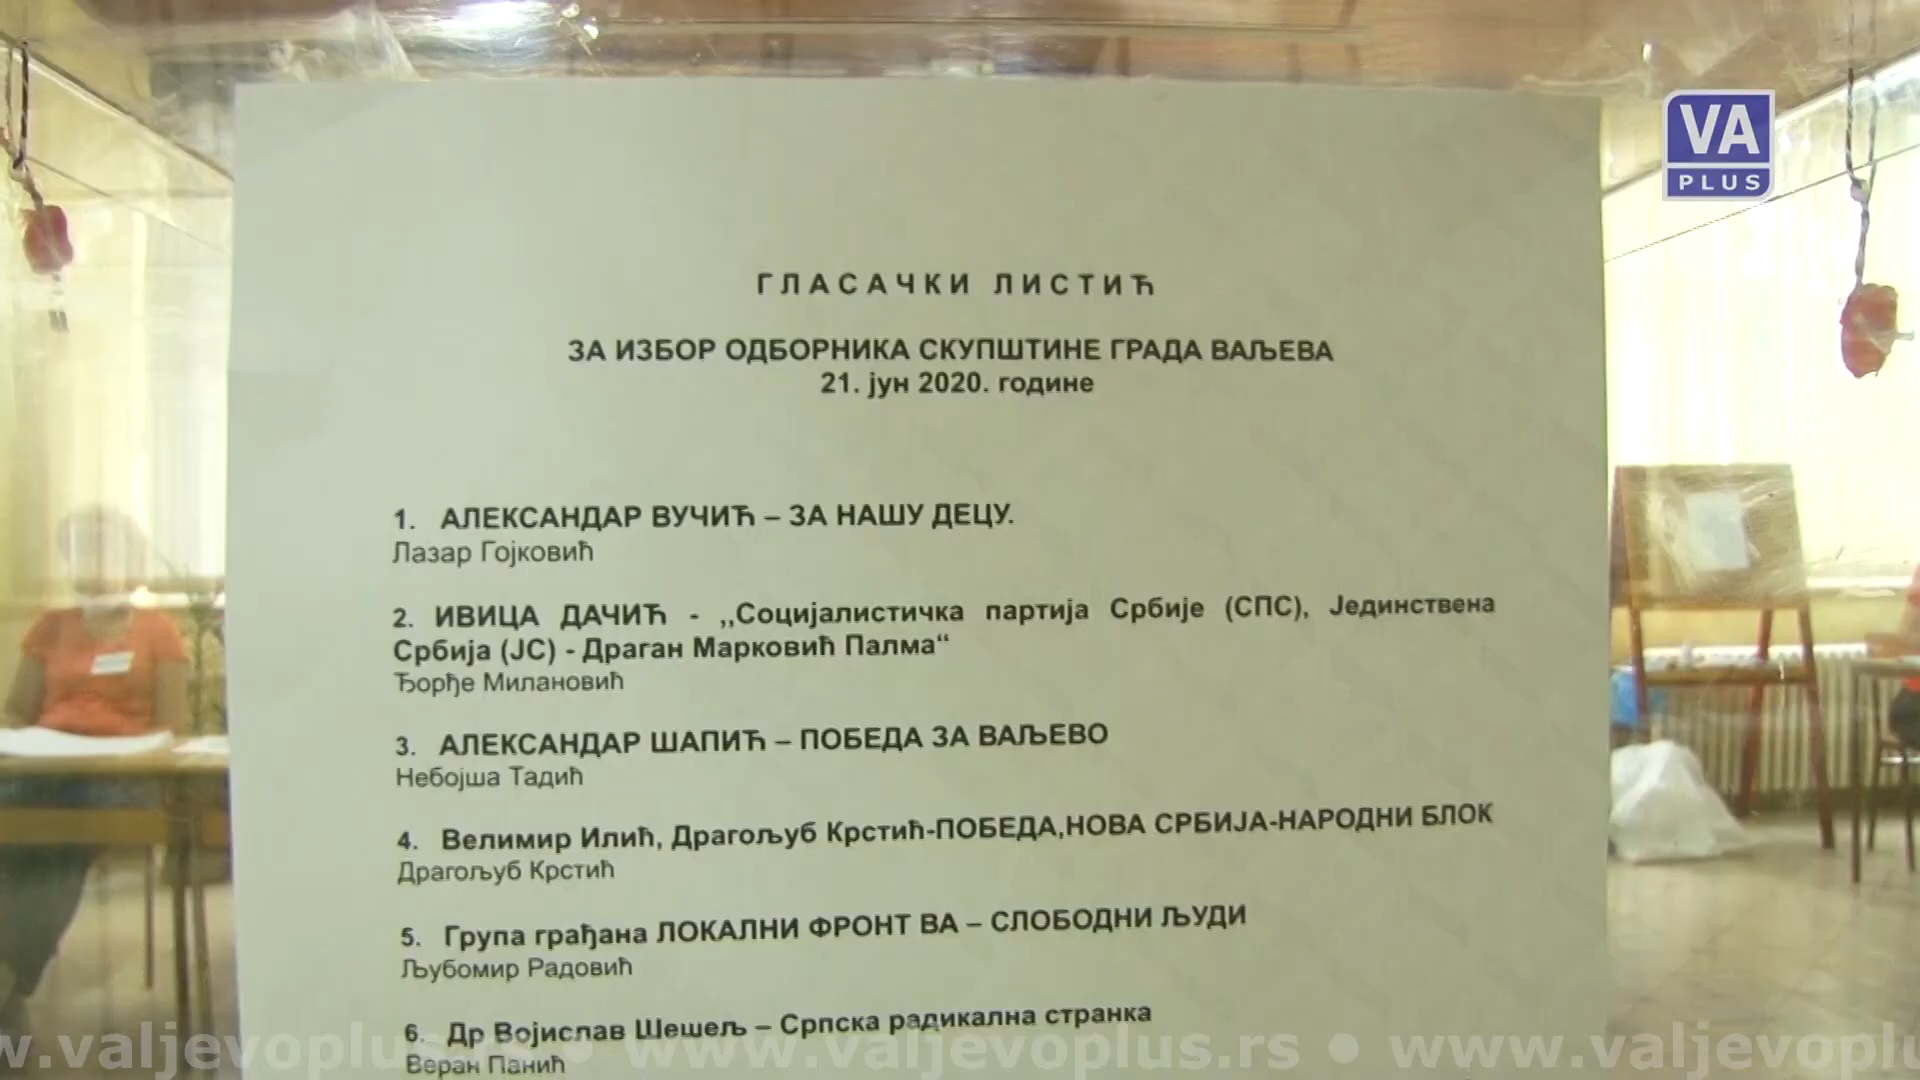 VA
PLUS
ГЛАСАЧКИ ЛИСТИЋ
ЗА ИЗБОР ОДБОРНИКА СКУПШТИНЕ ГРАДА ВАЉЕВА
21. јун 2020. године
1. АЛЕКСАНДАР ВУЧИЋ – ЗА НАШУ ДЕЦУ.
Лазар Гојковић
2. ИВИЦА ДАЧИЋ - ,,Социјалистичка партија Србије (СПС), Јединствена
Србија (ЈС) - Драган Марковић Палма“
Ђорђе Милановић
3. АЛЕКСАНДАР ШАПИЋ – ПОБЕДА ЗА ВАЉЕВО
Небојша Тадић
4. Велимир Илић, Драгољуб Крстић-ПОБЕДА,НОВА СРБИЈА-НАРОДНИ БЛОК
Драгољуб Крстић
5. Група грађана ЛОКАЛНИ ФРОНТ ВА – СЛОБОДНИ ЉУДИ
Љубомир Радовић
6. Др Војислав Шешељ – Српска радикална странка
Веран Панић
w.valjevoplu • www.valjevoplus.rs • www.valjevoplu